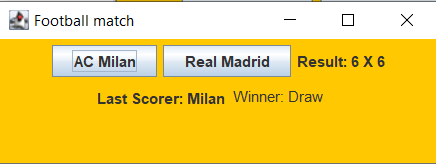 Football match
AC Milan Real Madrid Result: 6 X 6
Last Scorer: Milan Winner: Draw